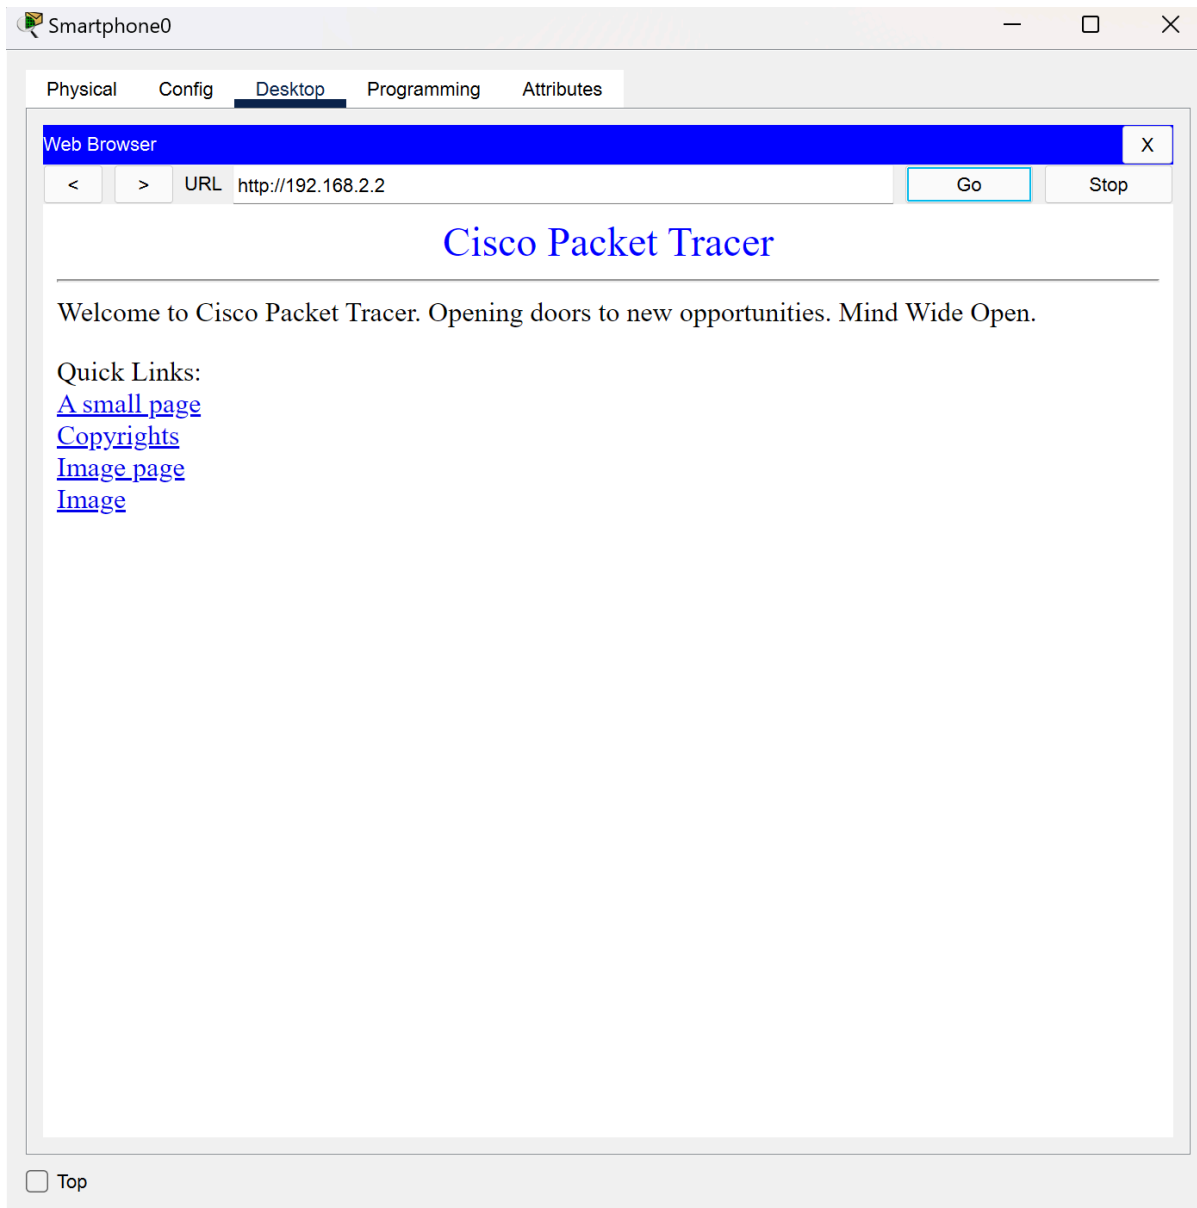 Smartphone0
Physical Config Desktop Programming Attributes
Web Browser X
< > URL http://192.168.2.2 Go Stop
Cisco Packet Tracer
Welcome to Cisco Packet Tracer. Opening doors to new opportunities. Mind Wide Open.
Quick Links:
A small page
Copyrights
Image page
Image
Top